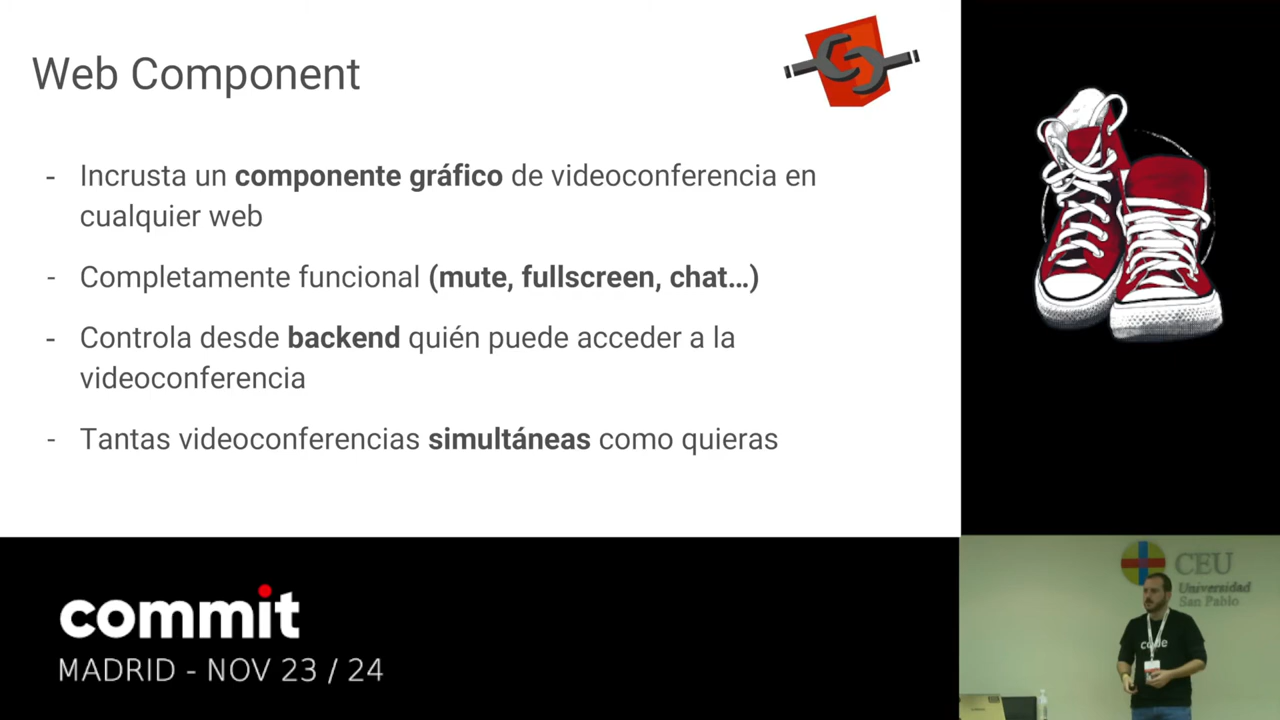 Web Component
- Incrusta un componente gráfico de videoconferencia en
cualquier web
- Completamente funcional (mute, fullscreen, chat…)
- Controla desde backend quién puede acceder a la
videoconferencia
- Tantas videoconferencias simultáneas como quieras
commit
MADRID - NOV 23 / 24
CEU
Universidad
San Pablo